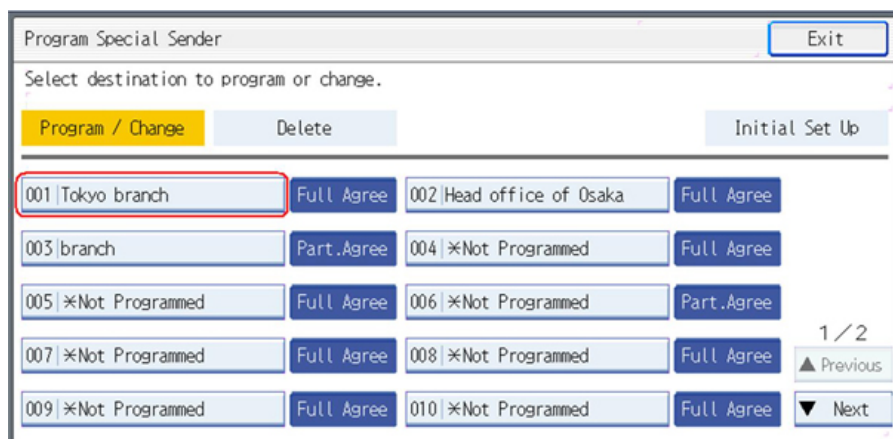 Program Special Sender Exit
Select destination to program or change.
Program / Change Delete Initial Set Up
001 Tokyo branch Full Agree 002 Head office of Osaka Full Agree
003 branch Part.Agree 004 ✳Not Programmed Full Agree
005 ✳Not Programmed Full Agree 006 ✳Not Programmed Part.Agree
1/2
007 ✳Not Programmed Full Agree 008 ✳Not Programmed Full Agree ▲ Previous
009 ✳Not Programmed Full Agree 010 ✳Not Programmed Full Agree ▼ Next